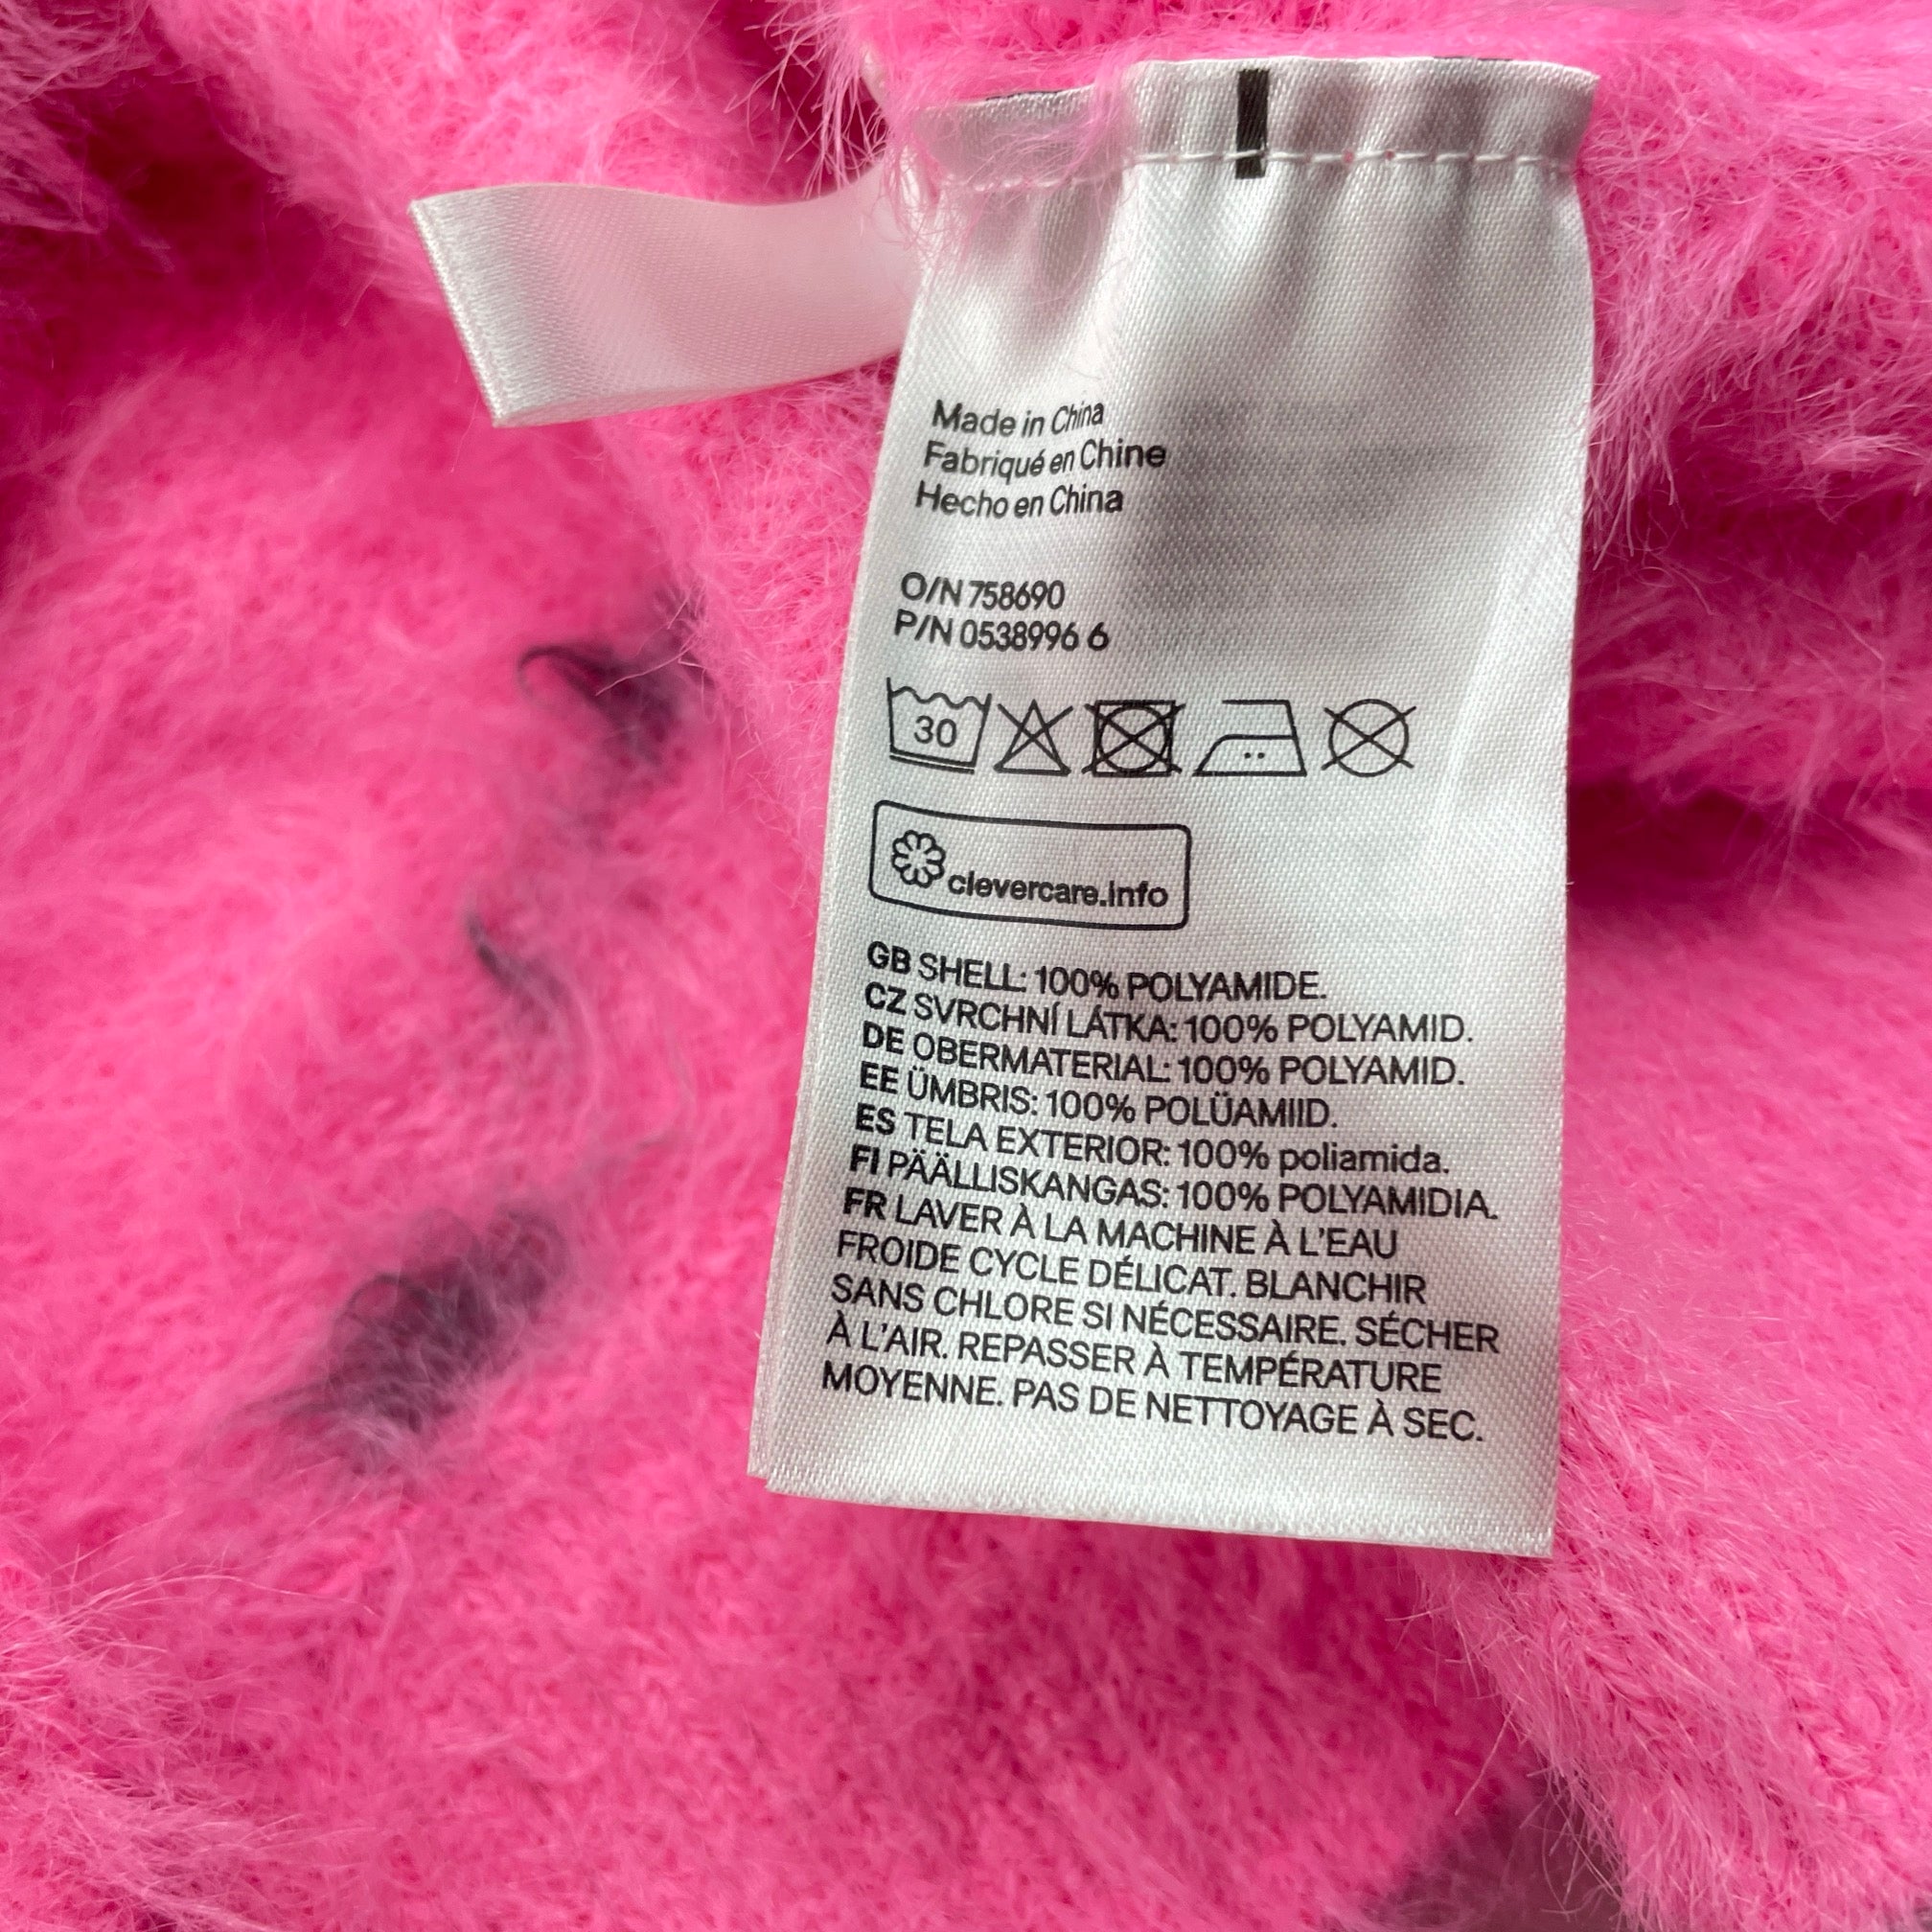 Made in China
Fabriqué en Chine
Hecho en China
O/N 758690
P/N 0538996 6
30
clevercare.info
GB SHELL: 100% POLYAMIDE.
CZ SVRCHNÍ LÁTKA: 100% POLYAMID.
DE OBERMATERIAL: 100% POLYAMID.
EE ÜMBRIS: 100% POLÜAMIID.
ES TELA EXTERIOR: 100% poliamida.
FI PÄÄLLISKANGAS: 100% POLYAMIDIA.
FR LAVER À LA MACHINE À L'EAU
FROIDE CYCLE DÉLICAT. BLANCHIR
SANS CHLORE SI NÉCESSAIRE. SÉCHER
À L'AIR. REPASSER À TEMPÉRATURE
MOYENNE. PAS DE NETTOYAGE À SEC.